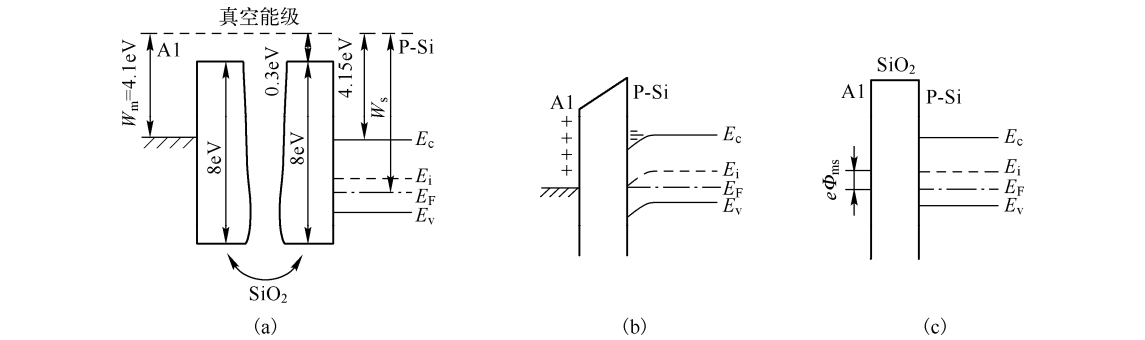 真空能级
A1
P-Si
W_m=4.1eV
8eV
0.3eV
8eV
4.15eV
W_s
E_c
E_i
E_F
E_v
SiO₂
(a)
A1
P-Si
+
+
+
+
E_c
E_i
E_F
E_v
(b)
SiO₂
A1
P-Si
eΦ_ms
E_c
E_i
E_F
E_v
(c)